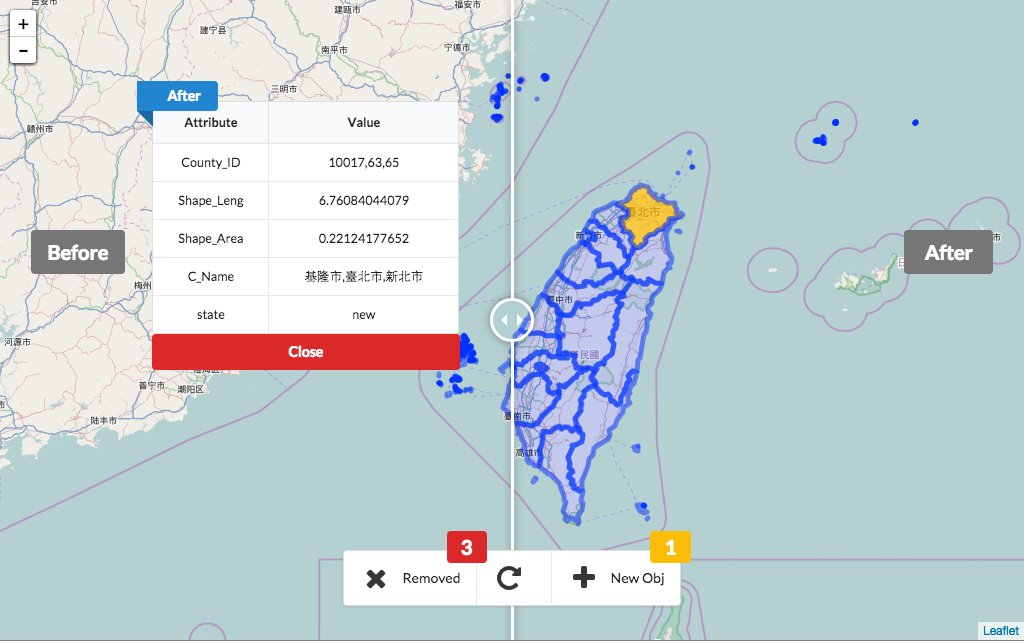 吉安市
建瓯市
福安市
+
−
建宁县
南平市
宁德市
三明市
After
Attribute Value
赣州市
County_ID 10017,63,65
Shape_Leng 6.76084044079
臺北市
Before
Shape_Area 0.22124177652
After
梅州
C_Name 基隆市,臺北市,新北市
臺中市
state new
河源市
Close
中華民國
普宁市
潮阳区
陆丰市
臺南市
高雄市
3
1
Removed
New Obj
Leaflet